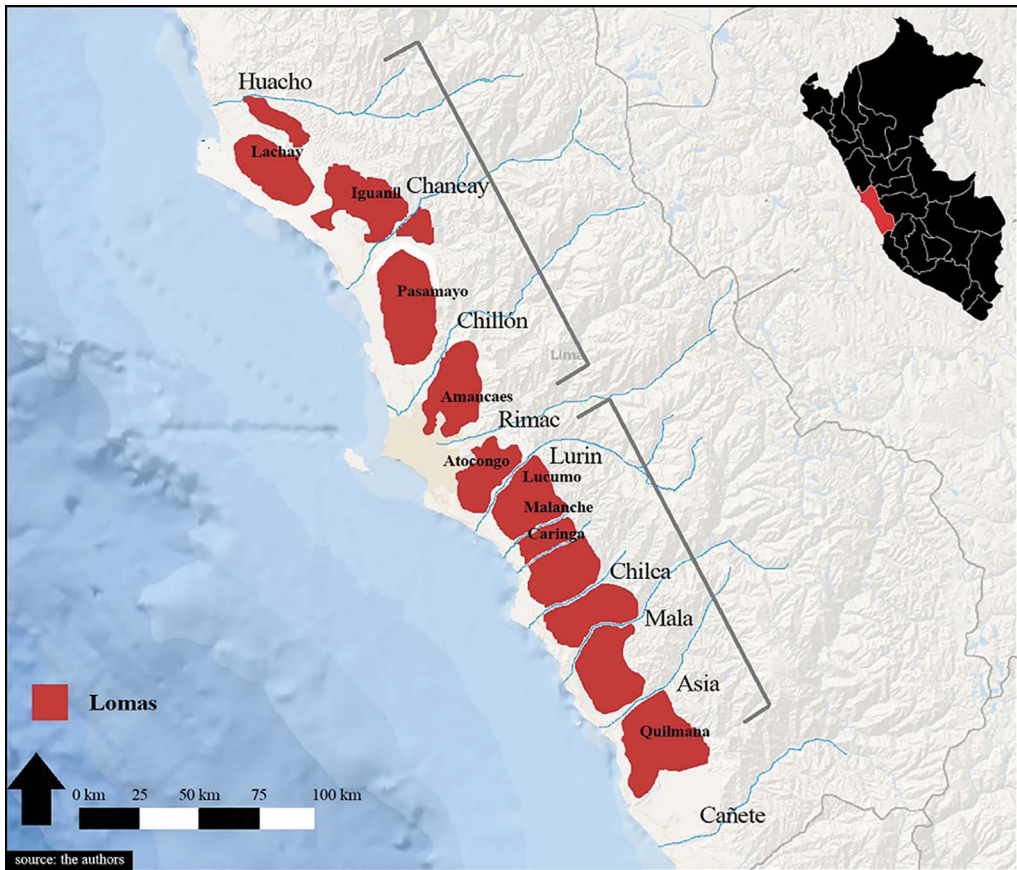 Huacho
Lachay
Iguanil
Chancay
Pasamayo
Chillón
Lima
Amancaes
Rimac
Atocongo
Lurin
Lucumo
Malanche
Caringa
Chilca
Mala
Asia
Quilmana
Cañete
Lomas
0 km 25 50 km 75 100 km
source: the authors